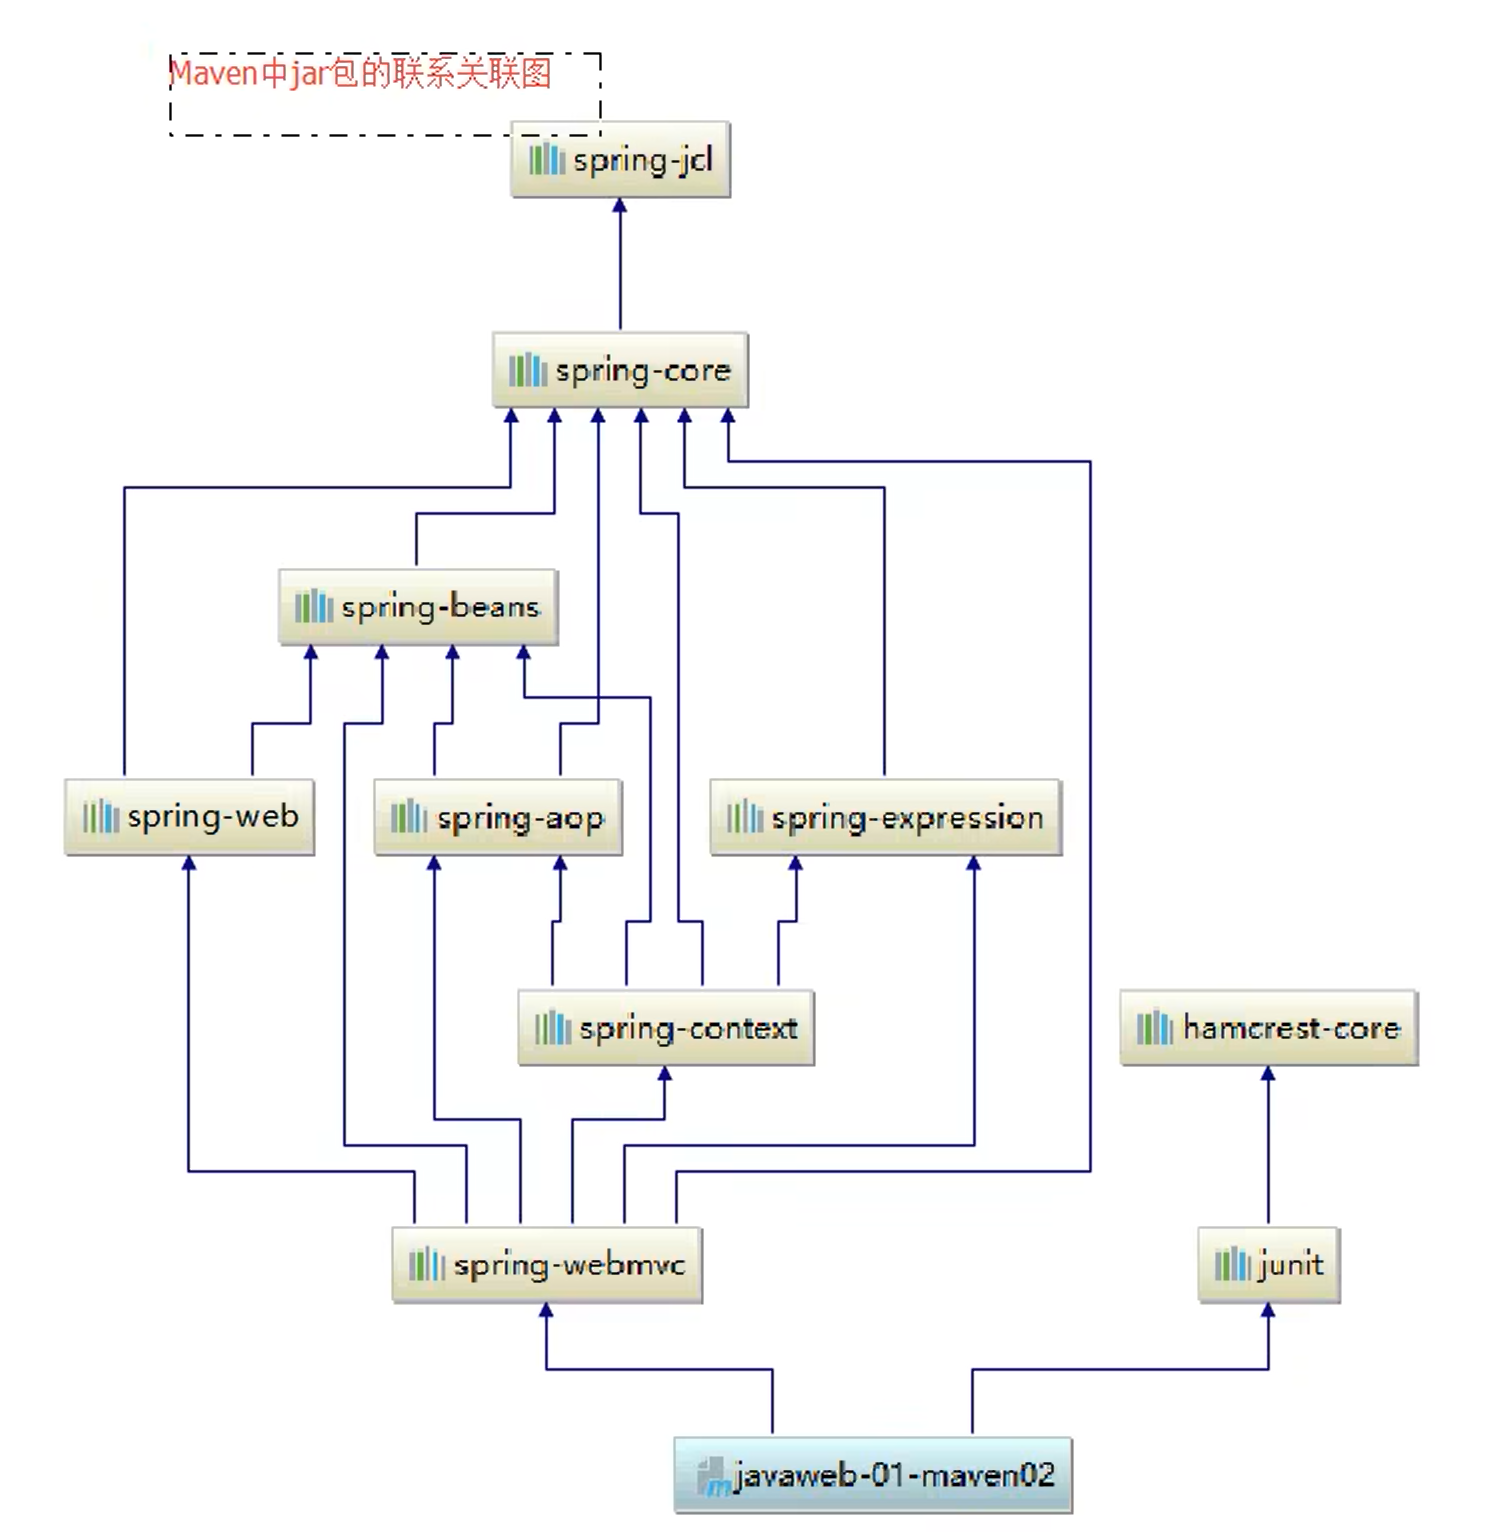 Maven中jar包的联系关联图
spring-jcl
spring-core
spring-beans
spring-web
spring-aop
spring-expression
spring-context
hamcrest-core
spring-webmvc
junit
javaweb-01-maven02